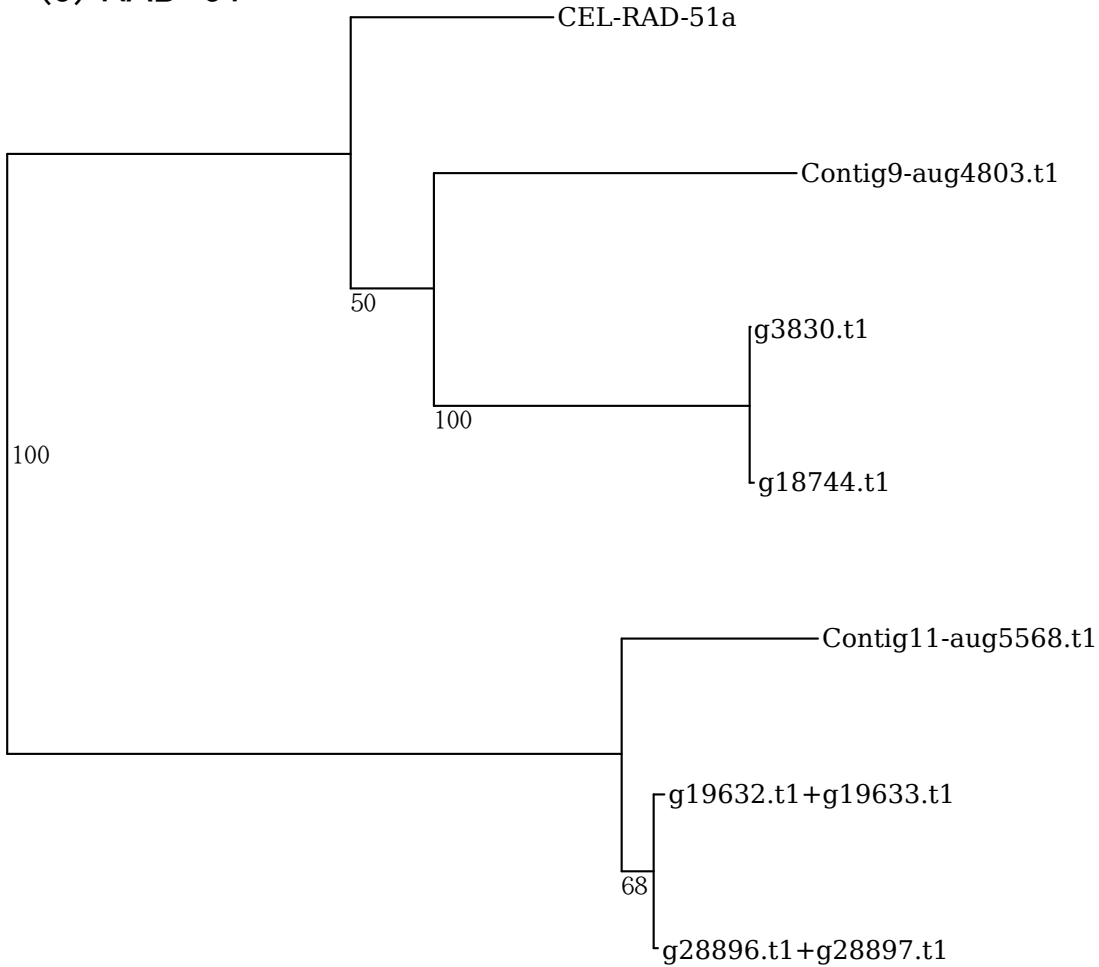 CEL-RAD-51a
Contig9-aug4803.t1
50
g3830.t1
100
100
g18744.t1
Contig11-aug5568.t1
g19632.t1+g19633.t1
68
g28896.t1+g28897.t1